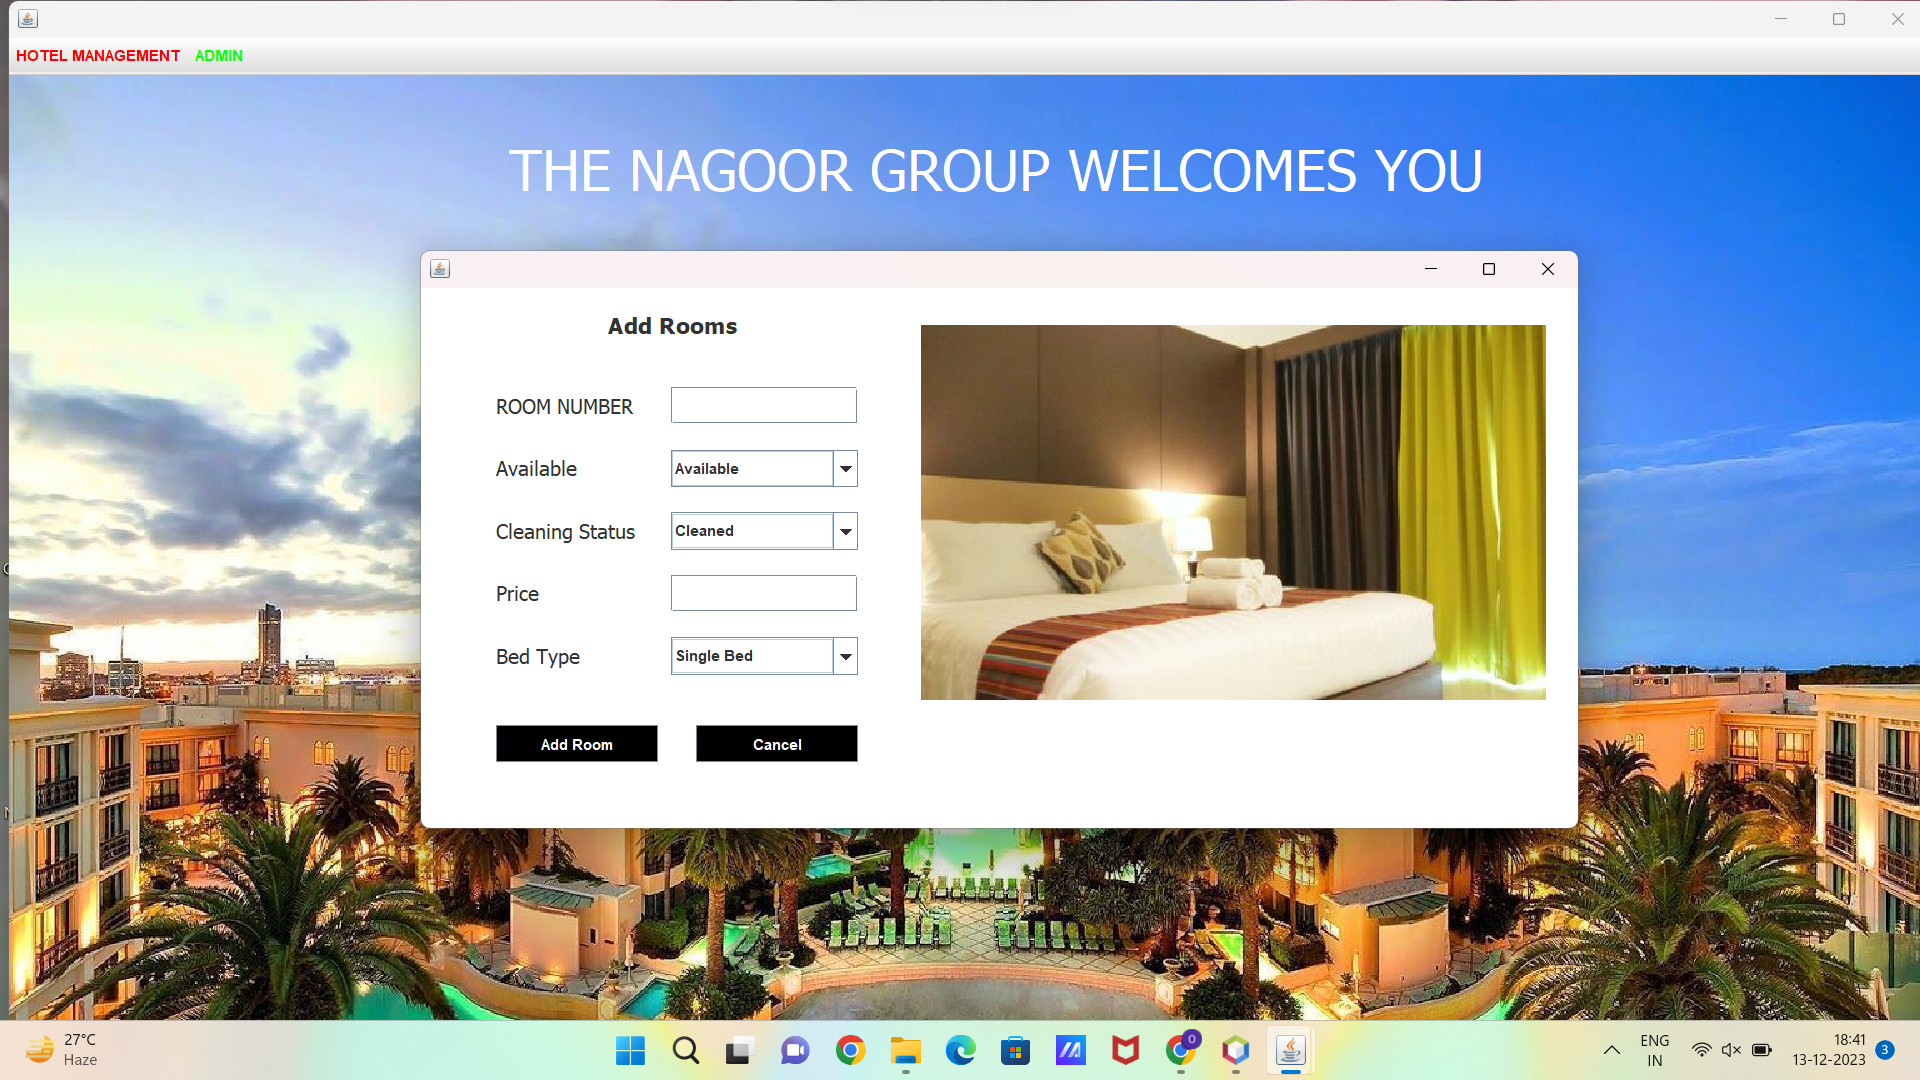 HOTEL MANAGEMENT ADMIN
THE NAGOOR GROUP WELCOMES YOU
Add Rooms
ROOM NUMBER
Available Available
Cleaning Status Cleaned
Price
Bed Type Single Bed
Add Room Cancel
27°C
Haze
0
ENG
IN
18:41
13-12-2023
3